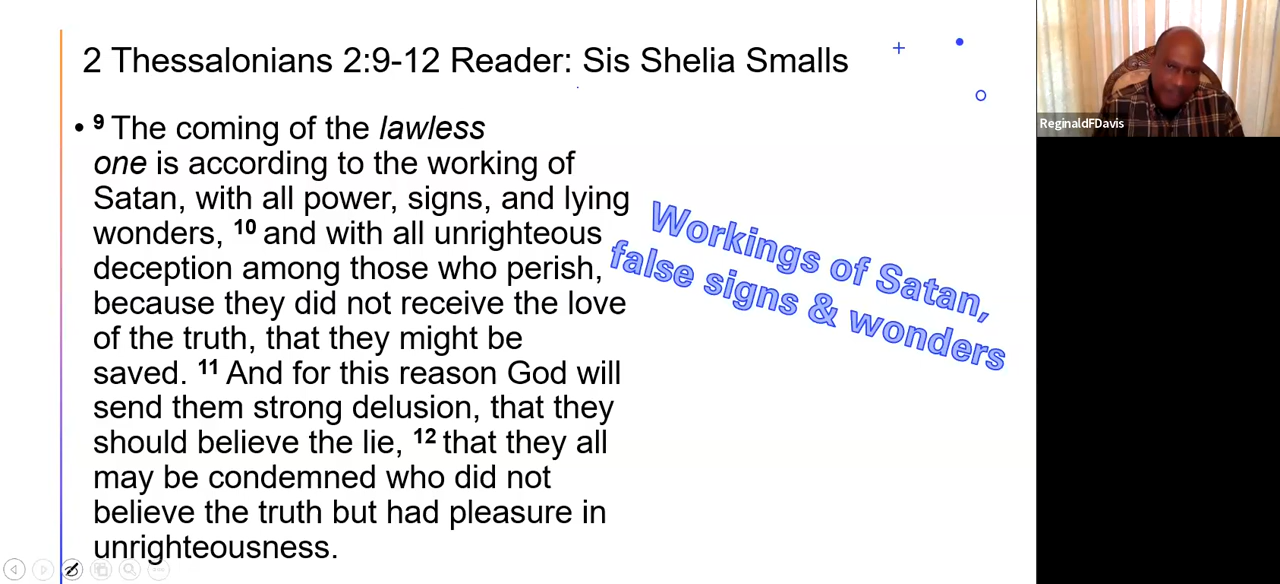 2 Thessalonians 2:9-12 Reader: Sis Shelia Smalls
• 9 The coming of the lawless
one is according to the working of
Satan, with all power, signs, and lying
wonders, 10 and with all unrighteous
deception among those who perish,
because they did not receive the love
of the truth, that they might be
saved. 11 And for this reason God will
send them strong delusion, that they
should believe the lie, 12 that they all
may be condemned who did not
believe the truth but had pleasure in
unrighteousness.
Workings of Satan,
false signs & wonders
ReginaldFDavis